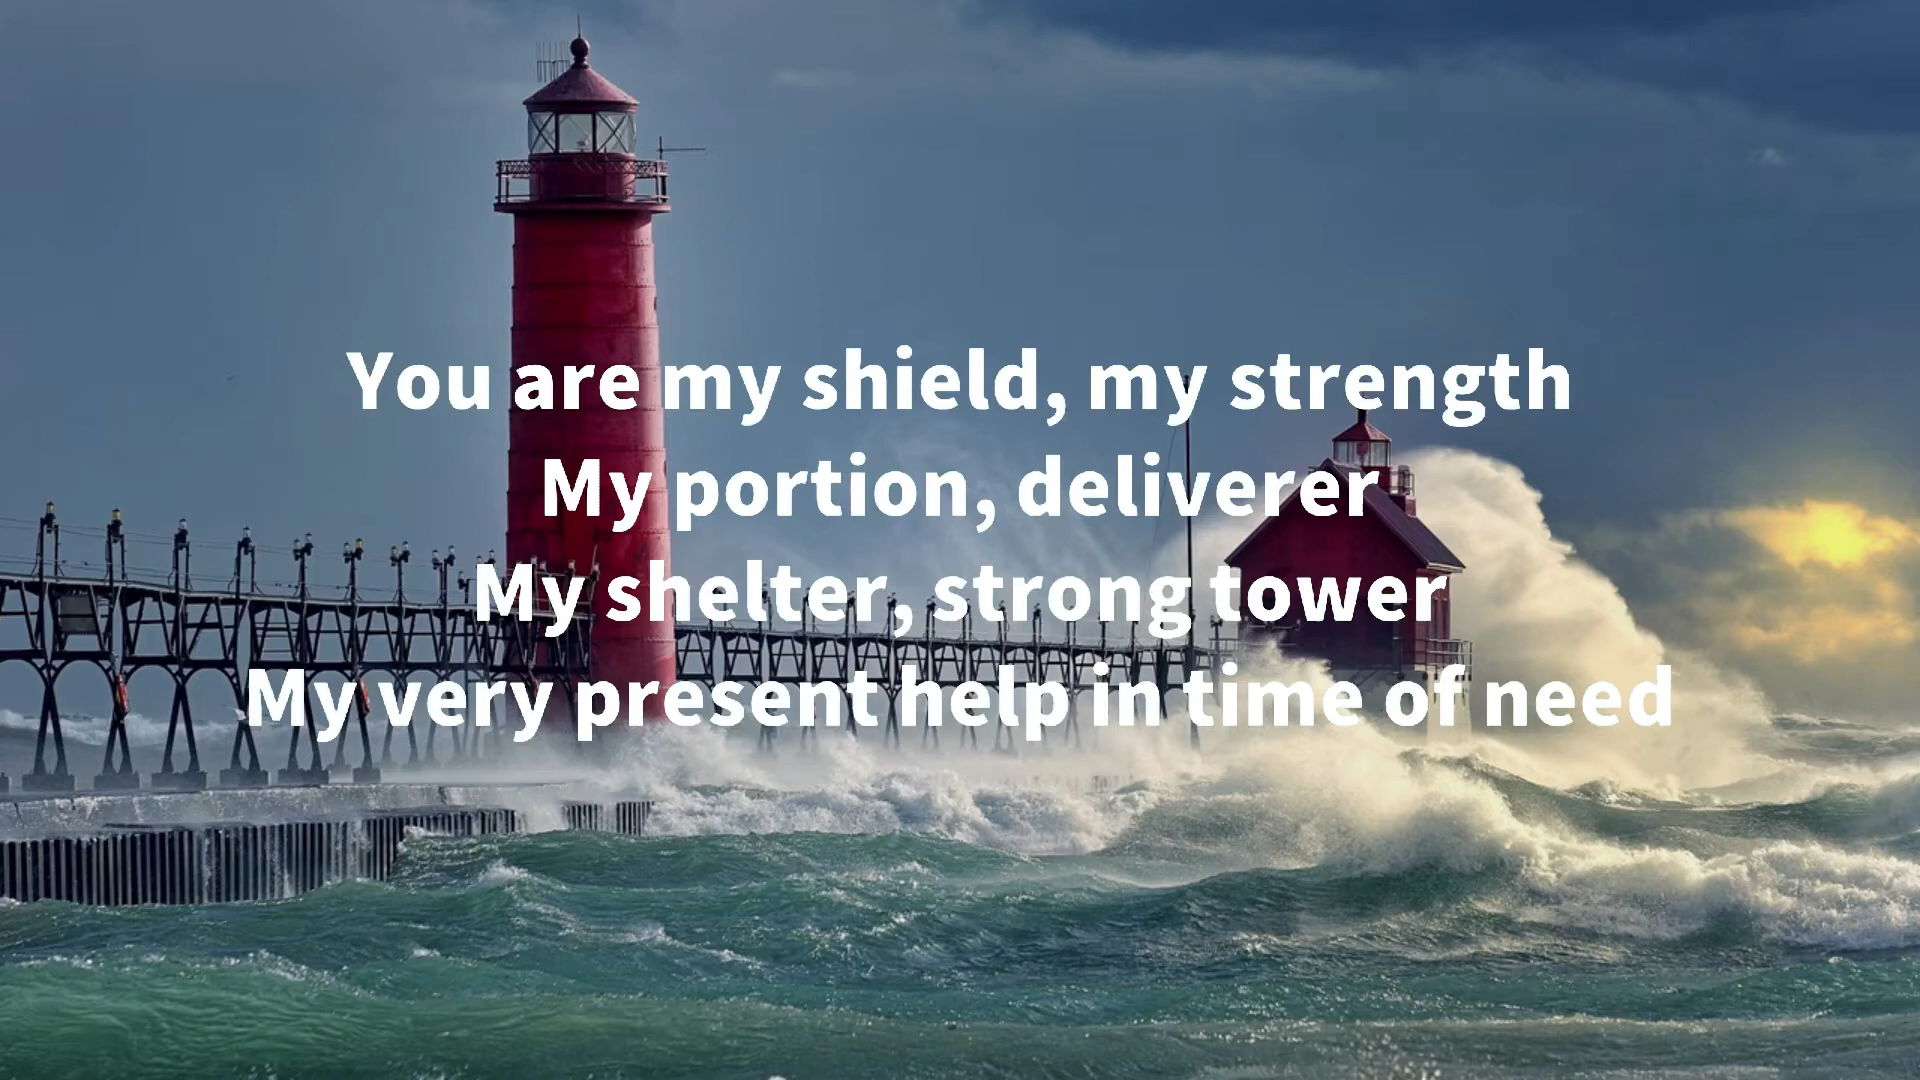 You are my shield, my strength
My portion, deliverer
My shelter, strong tower
My very present help in time of need